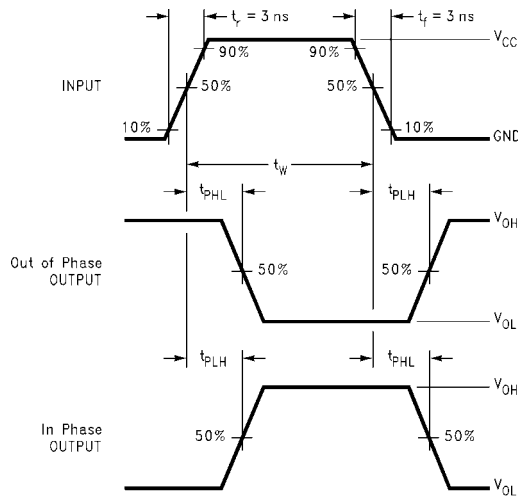 t_r = 3 ns
t_f = 3 ns
V_CC
90%
90%
INPUT
50%
50%
10%
10%
GND
t_W
t_PHL
t_PLH
V_OH
Out of Phase
OUTPUT
50%
50%
V_OL
t_PLH
t_PHL
V_OH
In Phase
OUTPUT
50%
50%
V_OL